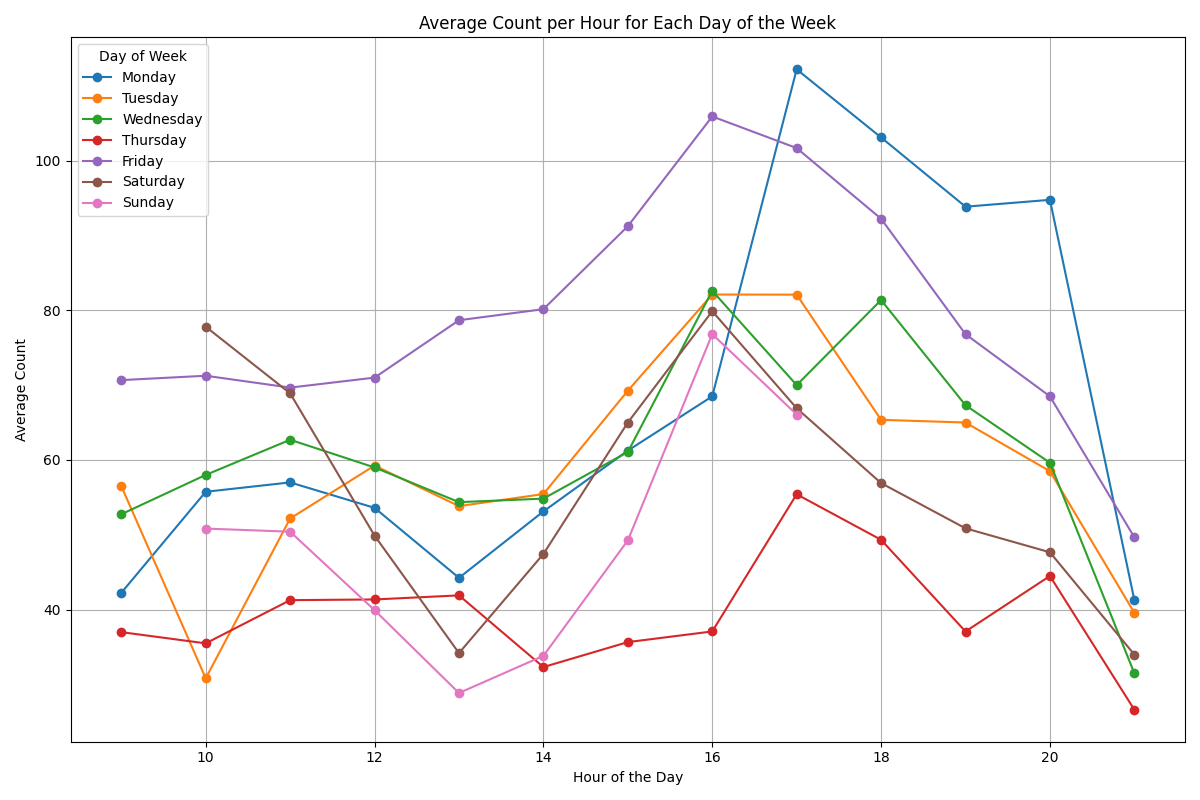 Average Count per Hour for Each Day of the Week
Day of Week
Monday
Tuesday
Wednesday
Thursday
Friday
Saturday
Sunday
Average Count
100
80
60
40
10 12 14 16 18 20
Hour of the Day